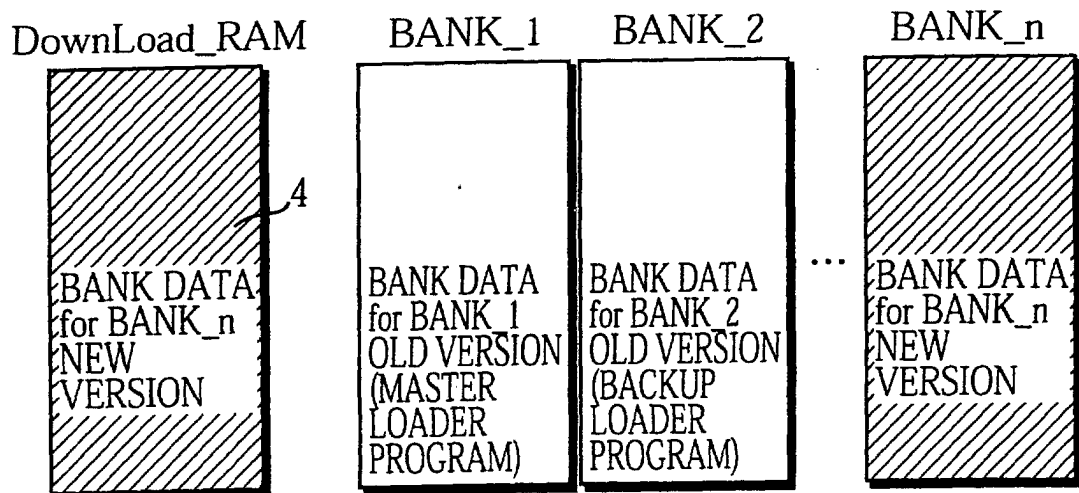 DownLoad_RAM
BANK_1
BANK_2
BANK_n
4
BANK DATA
for BANK_n
NEW
VERSION
BANK DATA
for BANK_1
OLD VERSION
(MASTER
LOADER
PROGRAM)
BANK DATA
for BANK_2
OLD VERSION
(BACKUP
LOADER
PROGRAM)
...
BANK DATA
for BANK_n
NEW
VERSION